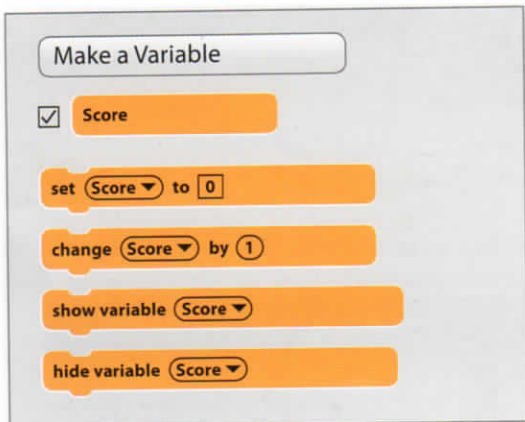 Make a Variable
Score
set Score to 0
change Score by 1
show variable Score
hide variable Score